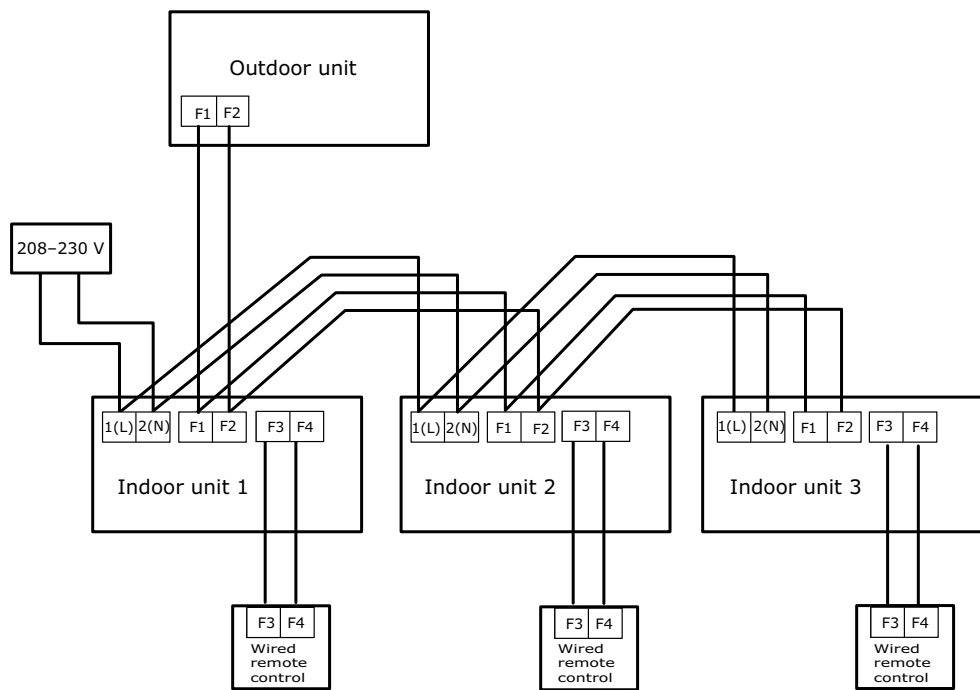 Outdoor unit
F1 F2
208–230 V
1(L) 2(N) F1 F2 F3 F4
Indoor unit 1
1(L) 2(N) F1 F2 F3 F4
Indoor unit 2
1(L) 2(N) F1 F2 F3 F4
Indoor unit 3
F3 F4
Wired
remote
control
F3 F4
Wired
remote
control
F3 F4
Wired
remote
control